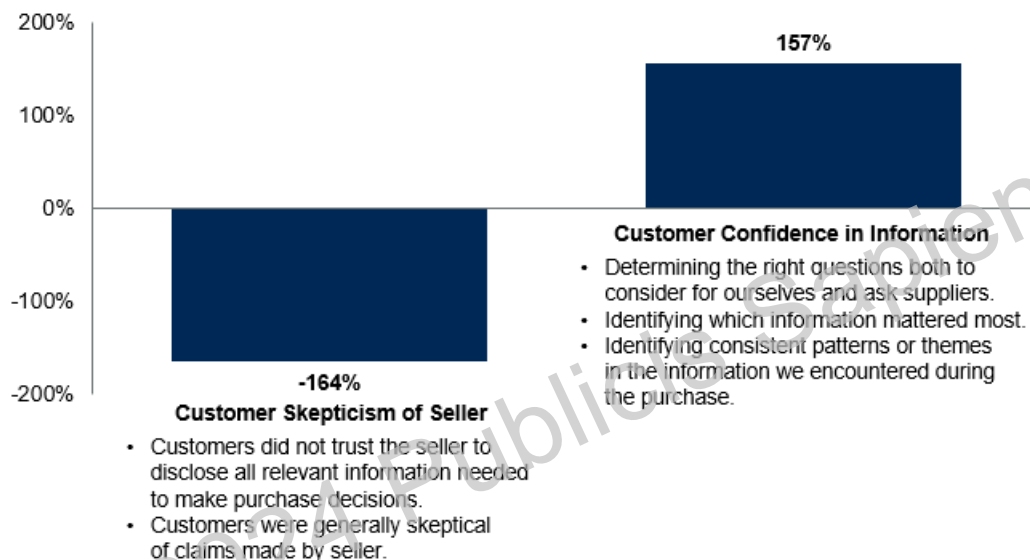 200%
157%
100%
0%
Customer Confidence in Information
• Determining the right questions both to
consider for ourselves and ask suppliers.
• Identifying which information mattered most.
• Identifying consistent patterns or themes
in the information we encountered during
the purchase.
-100%
-200%
-164%
Customer Skepticism of Seller
• Customers did not trust the seller to
disclose all relevant information needed
to make purchase decisions.
• Customers were generally skeptical
of claims made by seller.
2024 Publicis Sapien